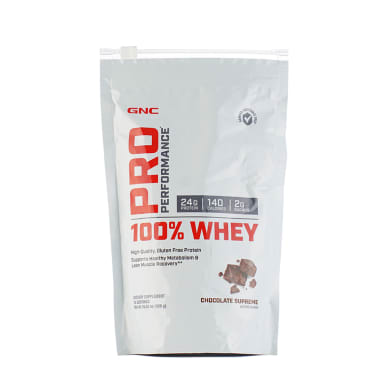 GNC
PRO
PERFORMANCE
24g 140 2g
PROTEIN CALORIES
100% WHEY
High Quality, Gluten Free Protein
Supports Healthy Metabolism &
Lean Muscle Recovery**
CHOCOLATE SUPREME
DIETARY SUPPLEMENT